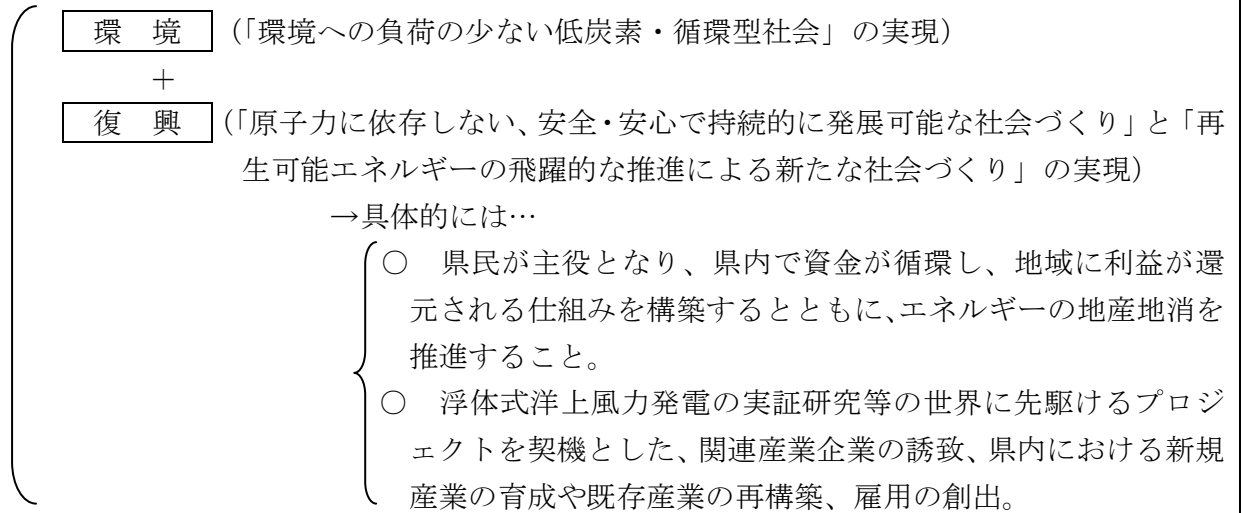 環　境（「環境への負荷の少ない低炭素・循環型社会」の実現）
＋
復　興（「原子力に依存しない、安全・安心で持続的に発展可能な社会づくり」と「再
生可能エネルギーの飛躍的な推進による新たな社会づくり」の実現）
→具体的には…
○　県民が主役となり、県内で資金が循環し、地域に利益が還
元される仕組みを構築するとともに、エネルギーの地産地消を
推進すること。
○　浮体式洋上風力発電の実証研究等の世界に先駆けるプロジ
ェクトを契機とした、関連産業企業の誘致、県内における新規
産業の育成や既存産業の再構築、雇用の創出。